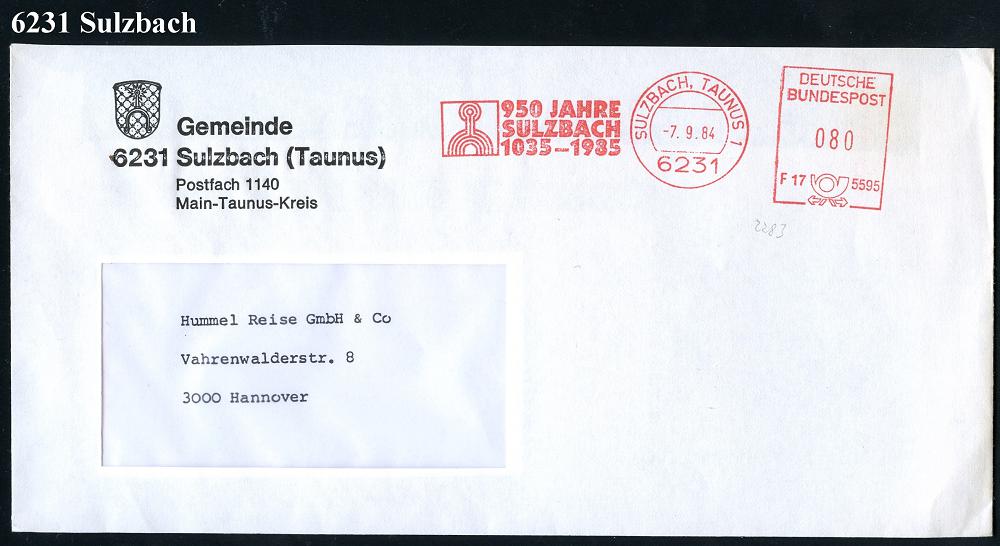 6231 Sulzbach
Gemeinde
6231 Sulzbach (Taunus)
Postfach 1140
Main-Taunus-Kreis
950 JAHRE
SULZBACH
1035-1985
SULZBACH, TAUNUS 1
-7. 9. 84
6231
DEUTSCHE
BUNDESPOST
080
F 17 5595
2283
Hummel Reise GmbH & Co
Vahrenwalderstr. 8
3000 Hannover